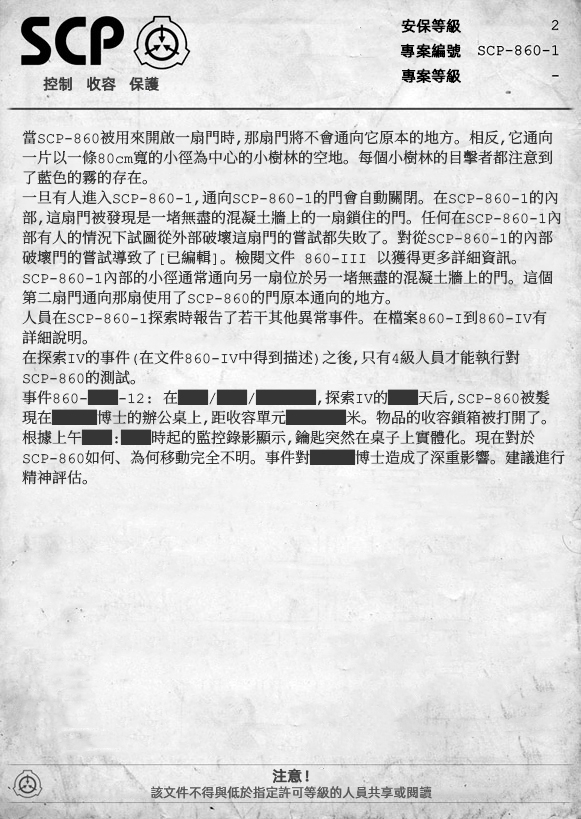 SCP
控制 收容 保護
安保等級 2
專案編號 SCP-860-1
專案等級 -
當SCP-860被用來開啟一扇門時,那扇門將不會通向它原本的地方。相反,它通向
一片以一條80cm寬的小徑為中心的小樹林的空地。每個小樹林的目擊者都注意到
了藍色的霧的存在。
一旦有人進入SCP-860-1,通向SCP-860-1的門會自動關閉。在SCP-860-1的內
部,這扇門被發現是一堵無盡的混凝土牆上的一扇鎖住的門。任何在SCP-860-1內
部有人的情況下試圖從外部破壞這扇門的嘗試都失敗了。對從SCP-860-1的內部
破壞門的嘗試導致了[已編輯]。檢閱文件 860-III 以獲得更多詳細資訊。
SCP-860-1內部的小徑通常通向另一扇位於另一堵無盡的混凝土牆上的門。這個
第二扇門通向那扇使用了SCP-860的門原本通向的地方。
人員在SCP-860-1探索時報告了若干其他異常事件。在檔案860-I到860-IV有
詳細說明。
在探索IV的事件(在文件860-IV中得到描述)之後,只有4級人員才能執行對
SCP-860的測試。
事件860-██-12: 在██/██/████,探索IV的██天后,SCP-860被髮
現在███博士的辦公桌上,距收容單元████米。物品的收容鎖箱被打開了。
根據上午██:██時起的監控錄影顯示,鑰匙突然在桌子上實體化。現在對於
SCP-860如何、為何移動完全不明。事件對███博士造成了深重影響。建議進行
精神評估。
注意!
該文件不得與低於指定許可等級的人員共享或閱讀